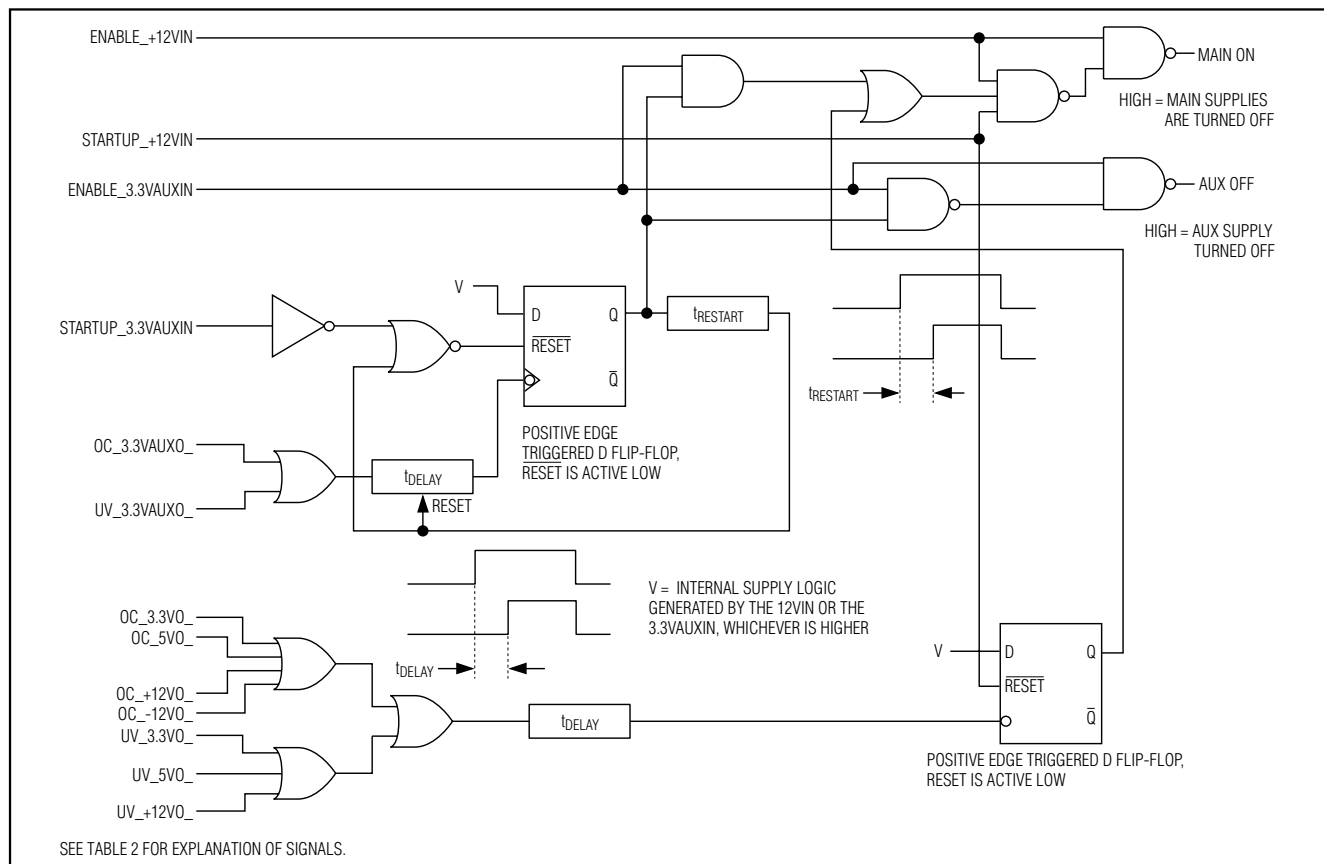 ENABLE_+12VIN
MAIN ON
HIGH = MAIN SUPPLIES
ARE TURNED OFF
STARTUP_+12VIN
ENABLE_3.3VAUXIN
AUX OFF
HIGH = AUX SUPPLY
TURNED OFF
V
D
Q
RESET
Q
tRESTART
STARTUP_3.3VAUXIN
tRESTART
POSITIVE EDGE
TRIGGERED D FLIP-FLOP,
RESET IS ACTIVE LOW
OC_3.3VAUXO_
UV_3.3VAUXO_
tDELAY
RESET
V = INTERNAL SUPPLY LOGIC
GENERATED BY THE 12VIN OR THE
3.3VAUXIN, WHICHEVER IS HIGHER
tDELAY
OC_3.3VO_
OC_5VO_
OC_+12VO_
OC_-12VO_
UV_3.3VO_
UV_5VO_
UV_+12VO_
tDELAY
V
D
Q
RESET
Q
POSITIVE EDGE TRIGGERED D FLIP-FLOP,
RESET IS ACTIVE LOW
SEE TABLE 2 FOR EXPLANATION OF SIGNALS.